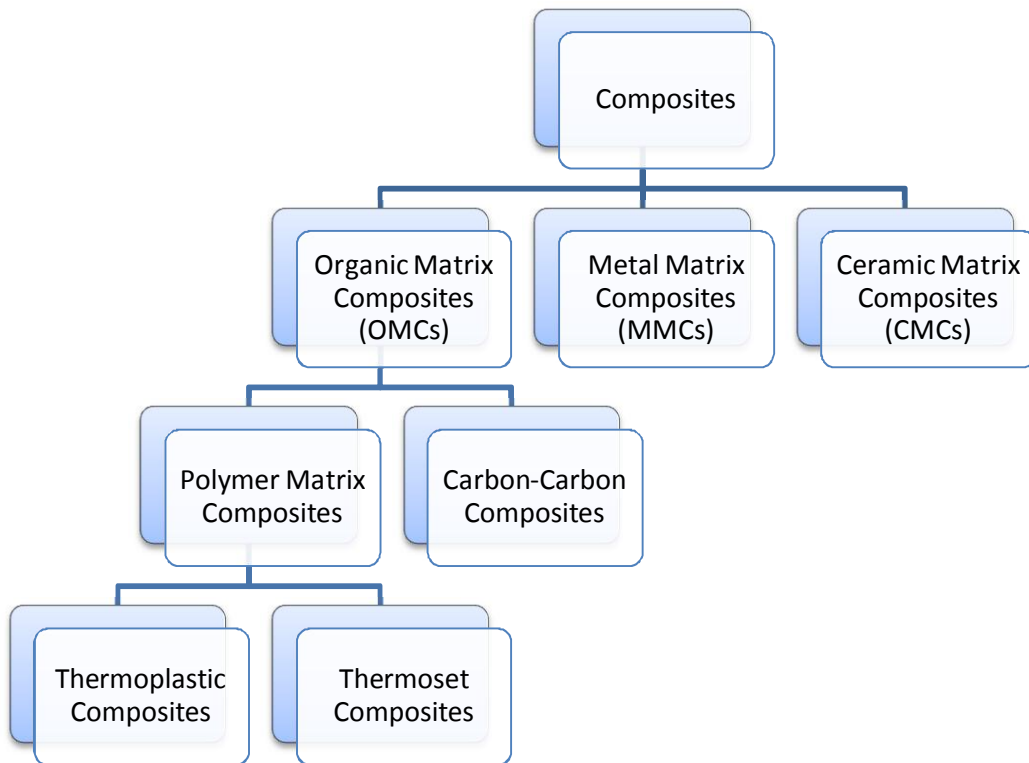 Composites
Organic Matrix
Composites
(OMCs)
Metal Matrix
Composites
(MMCs)
Ceramic Matrix
Composites
(CMCs)
Polymer Matrix
Composites
Carbon-Carbon
Composites
Thermoplastic
Composites
Thermoset
Composites